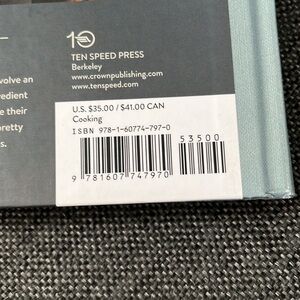 10
TEN SPEED PRESS
Berkeley
www.crownpublishing.com
www.tenspeed.com
volve an
redient
e their
pretty
s.
U.S. $35.00 / $41.00 CAN
Cooking
ISBN 978-1-60774-797-0
53500
9 781607 747970